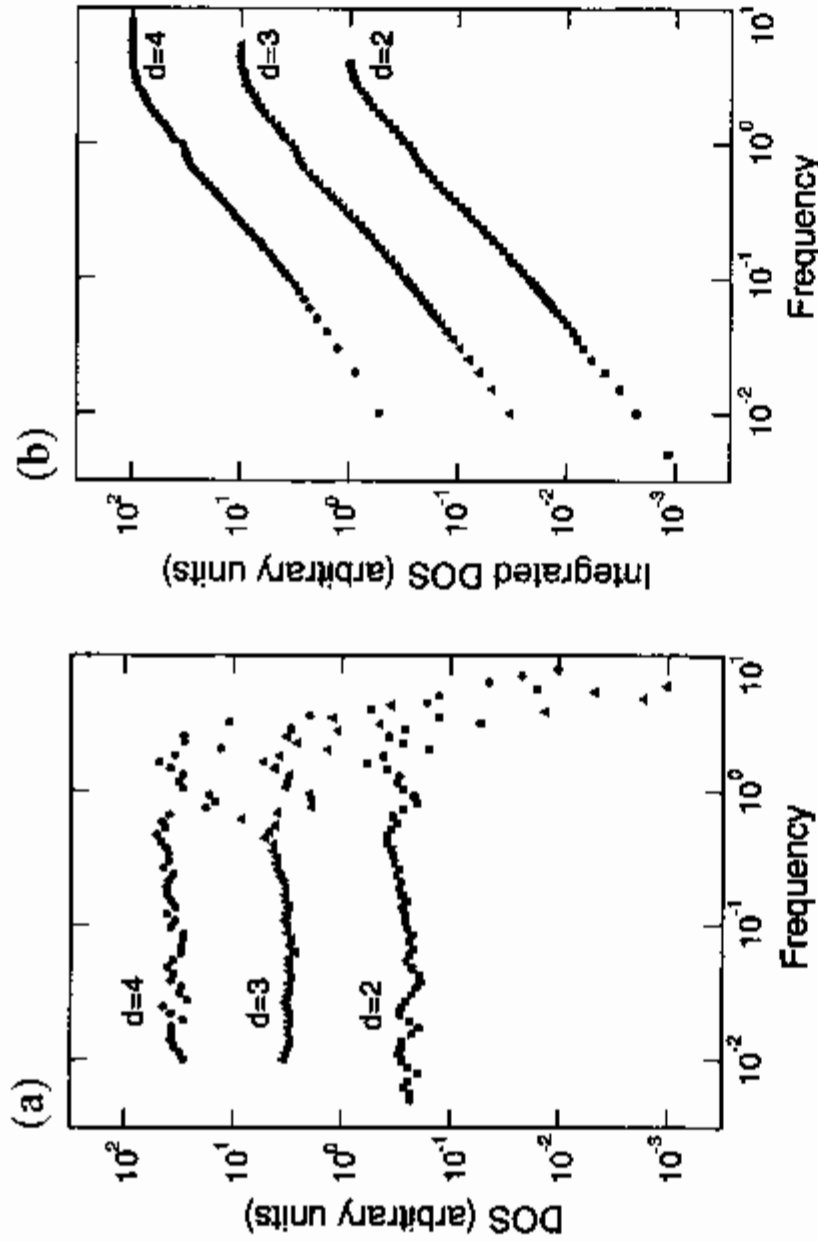 (a)
DOS (arbitrary units)
10² 10¹ 10⁰ 10⁻¹ 10⁻² 10⁻³
d=4
d=3
d=2
10⁻² 10⁻¹ 10⁰ 10¹
Frequency
(b)
Integrated DOS (arbitrary units)
10² 10¹ 10⁰ 10⁻¹ 10⁻² 10⁻³
d=4
d=3
d=2
10⁻² 10⁻¹ 10⁰ 10¹
Frequency